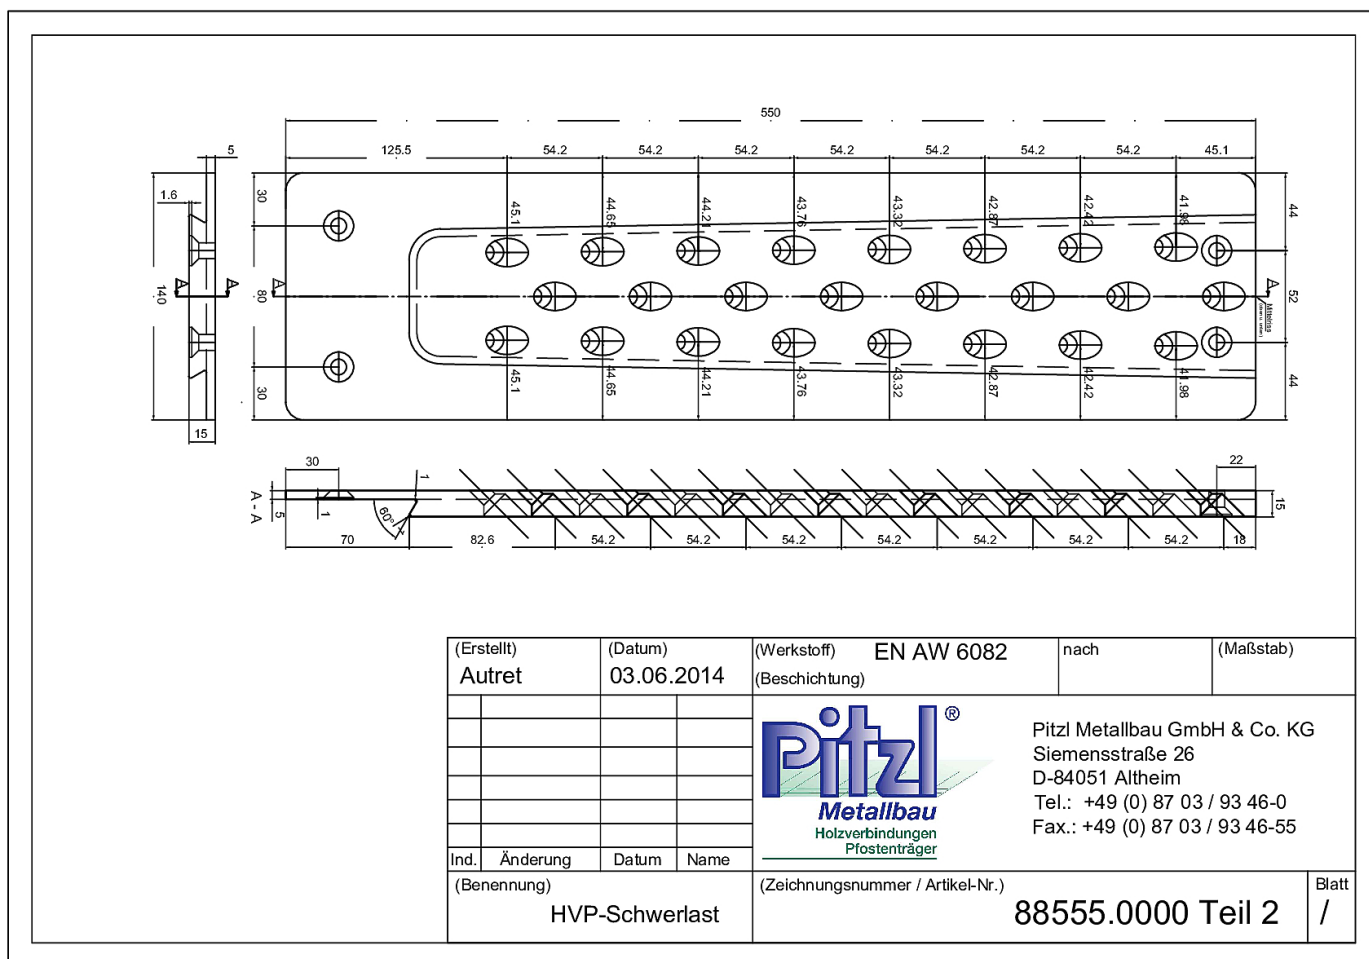 550
125.5 54.2 54.2 54.2 54.2 54.2 54.2 54.2 45.1
5
1.6
30
45.1 44.65 44.21 43.76 43.32 42.87 42.42 41.98
44
A A A A
140
80
52
Mittelriss
30
45.1 44.65 44.21 43.76 43.32 42.87 42.42 41.98
44
15
30
1
22
A - A
5
1
60°
15
70 82.6 54.2 54.2 54.2 54.2 54.2 54.2 54.2 18
(Erstellt) (Datum) (Werkstoff) EN AW 6082 nach (Maßstab)
Autret 03.06.2014 (Beschichtung)
Pitzl ®
Metallbau
Holzverbindungen
Pfostenträger
Pitzl Metallbau GmbH & Co. KG
Siemensstraße 26
D-84051 Altheim
Tel.: +49 (0) 87 03 / 93 46-0
Fax.: +49 (0) 87 03 / 93 46-55
Ind. Änderung Datum Name
(Benennung) (Zeichnungsnummer / Artikel-Nr.) Blatt
HVP-Schwerlast 88555.0000 Teil 2 /